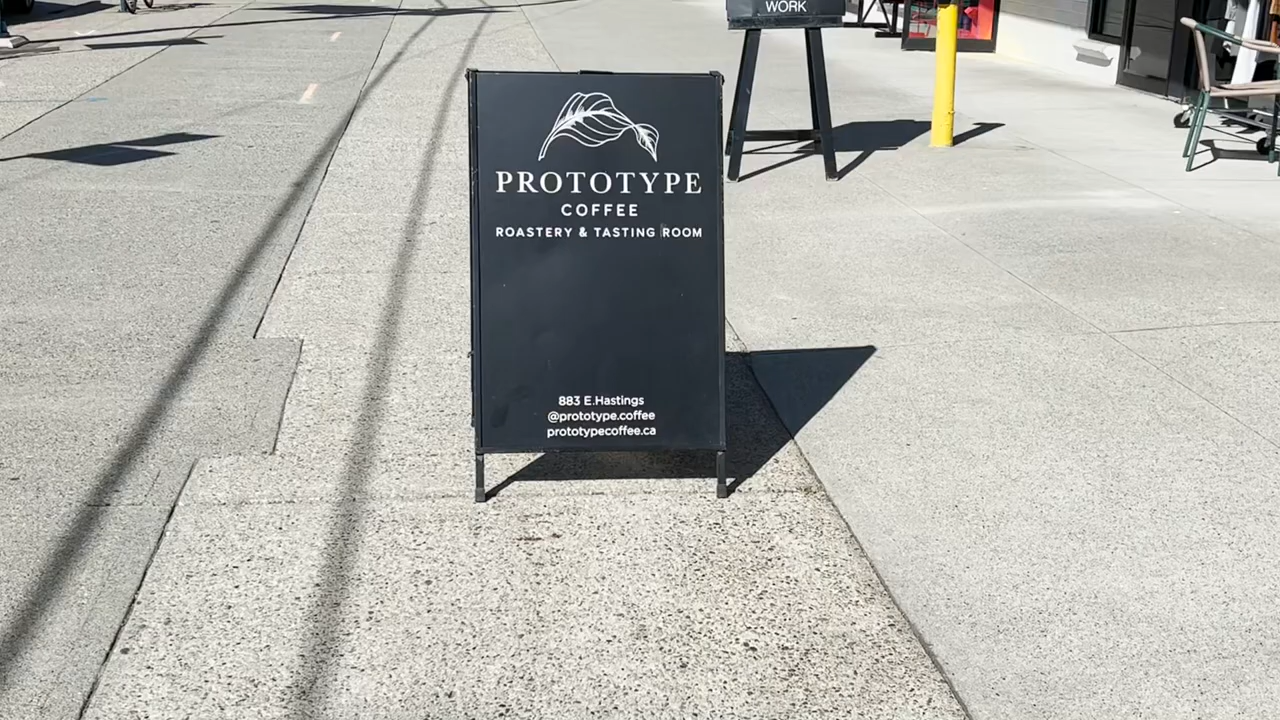 WORK
PROTOTYPE
COFFEE
ROASTERY & TASTING ROOM
883 E.Hastings
@prototype.coffee
prototypecoffee.ca